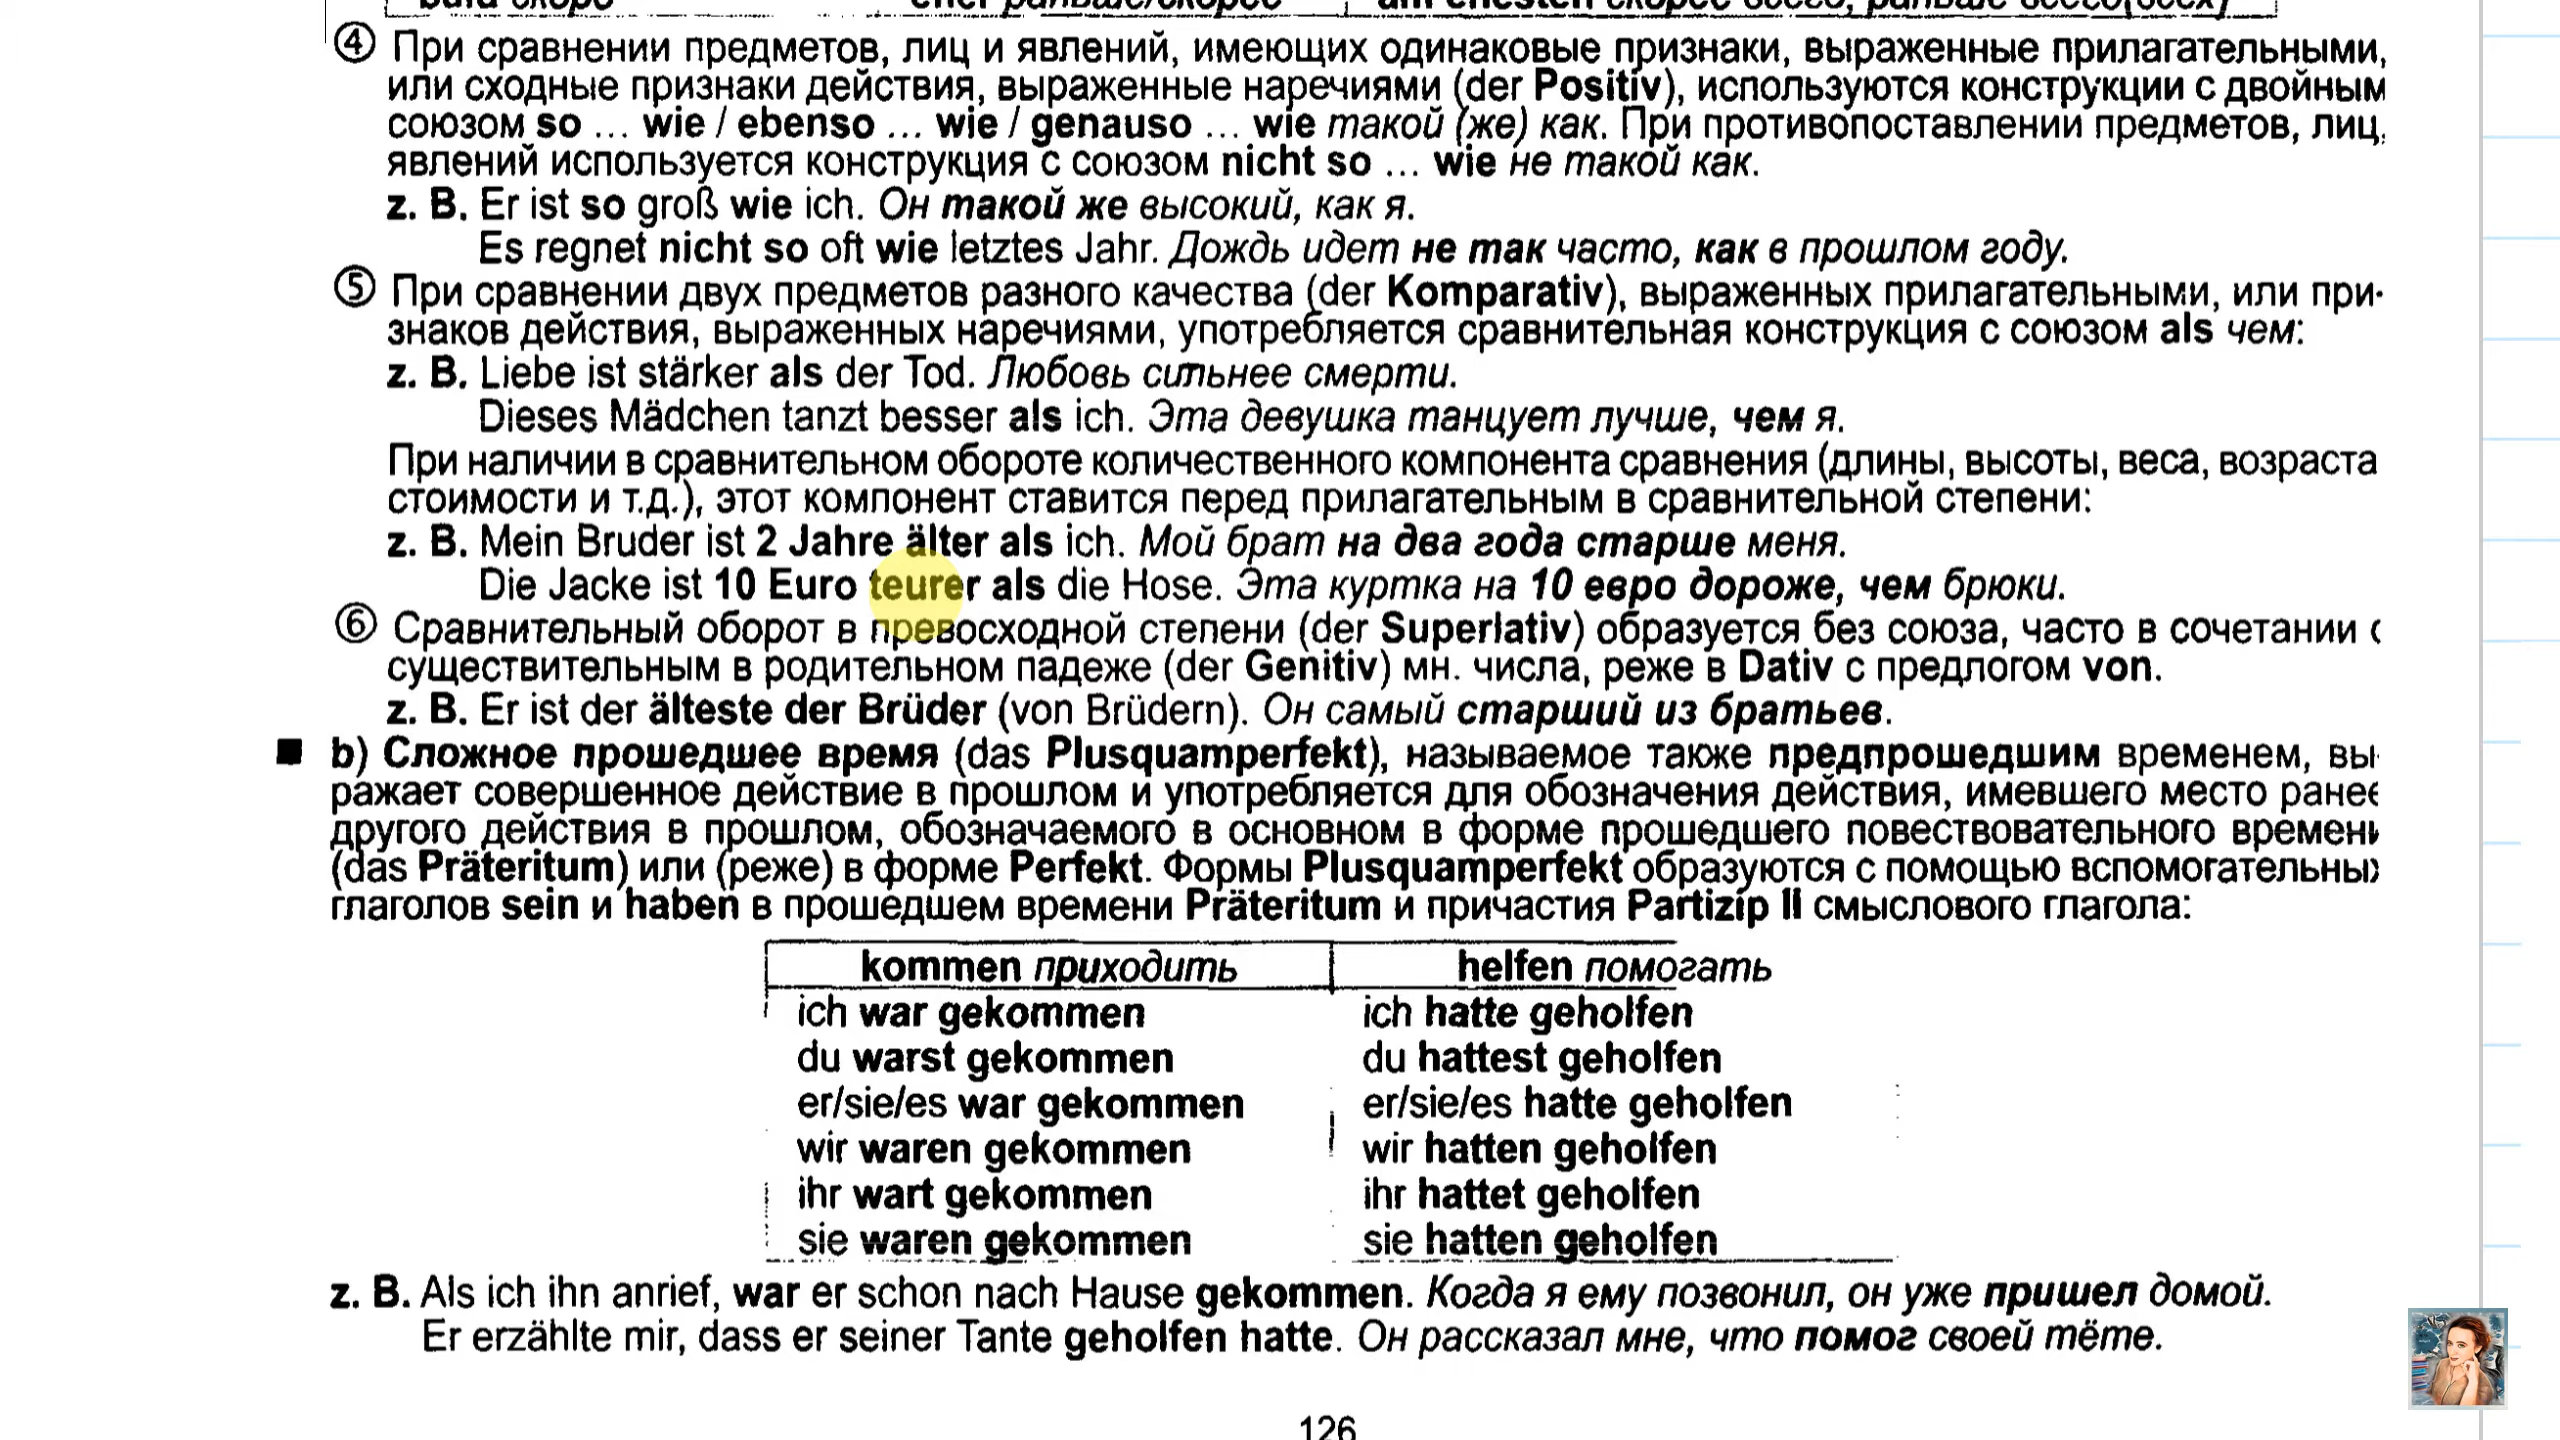 bald скоро eher раньше/скорее am ehesten скорее всего, раньше всего(всех)
④ При сравнении предметов, лиц и явлений, имеющих одинаковые признаки, выраженные прилагательными,
или сходные признаки действия, выраженные наречиями (der Positiv), используются конструкции с двойным
союзом so ... wie / ebenso ... wie / genauso ... wie такой (же) как. При противопоставлении предметов, лиц,
явлений используется конструкция с союзом nicht so ... wie не такой как.
z. B. Er ist so groß wie ich. Он такой же высокий, как я.
Es regnet nicht so oft wie letztes Jahr. Дождь идет не так часто, как в прошлом году.
⑤ При сравнении двух предметов разного качества (der Komparativ), выраженных прилагательными, или при-
знаков действия, выраженных наречиями, употребляется сравнительная конструкция с союзом als чем:
z. B. Liebe ist stärker als der Tod. Любовь сильнее смерти.
Dieses Mädchen tanzt besser als ich. Эта девушка танцует лучше, чем я.
При наличии в сравнительном обороте количественного компонента сравнения (длины, высоты, веса, возраста
стоимости и т.д.), этот компонент ставится перед прилагательным в сравнительной степени:
z. B. Mein Bruder ist 2 Jahre älter als ich. Мой брат на два года старше меня.
Die Jacke ist 10 Euro teurer als die Hose. Эта куртка на 10 евро дороже, чем брюки.
⑥ Сравнительный оборот в превосходной степени (der Superlativ) образуется без союза, часто в сочетании с
существительным в родительном падеже (der Genitiv) мн. числа, реже в Dativ с предлогом von.
z. B. Er ist der älteste der Brüder (von Brüdern). Он самый старший из братьев.
■ b) Сложное прошедшее время (das Plusquamperfekt), называемое также предпрошедшим временем, вы-
ражает совершенное действие в прошлом и употребляется для обозначения действия, имевшего место ранее
другого действия в прошлом, обозначаемого в основном в форме прошедшего повествовательного времени
(das Präteritum) или (реже) в форме Perfekt. Формы Plusquamperfekt образуются с помощью вспомогательных
глаголов sein и haben в прошедшем времени Präteritum и причастия Partizip II смыслового глагола:
kommen приходить helfen помогать
ich war gekommen ich hatte geholfen
du warst gekommen du hattest geholfen
er/sie/es war gekommen er/sie/es hatte geholfen
wir waren gekommen wir hatten geholfen
ihr wart gekommen ihr hattet geholfen
sie waren gekommen sie hatten geholfen
z. B. Als ich ihn anrief, war er schon nach Hause gekommen. Когда я ему позвонил, он уже пришел домой.
Er erzählte mir, dass er seiner Tante geholfen hatte. Он рассказал мне, что помог своей тёте.
126